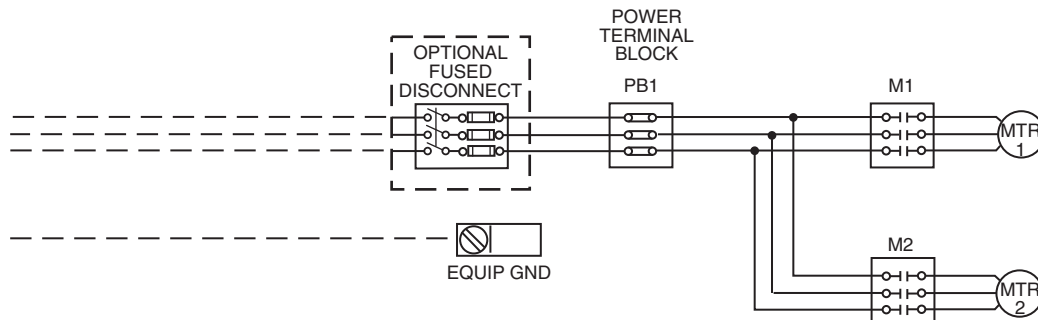 OPTIONAL
FUSED
DISCONNECT
POWER
TERMINAL
BLOCK
PB1
M1
MTR
1
EQUIP GND
M2
MTR
2